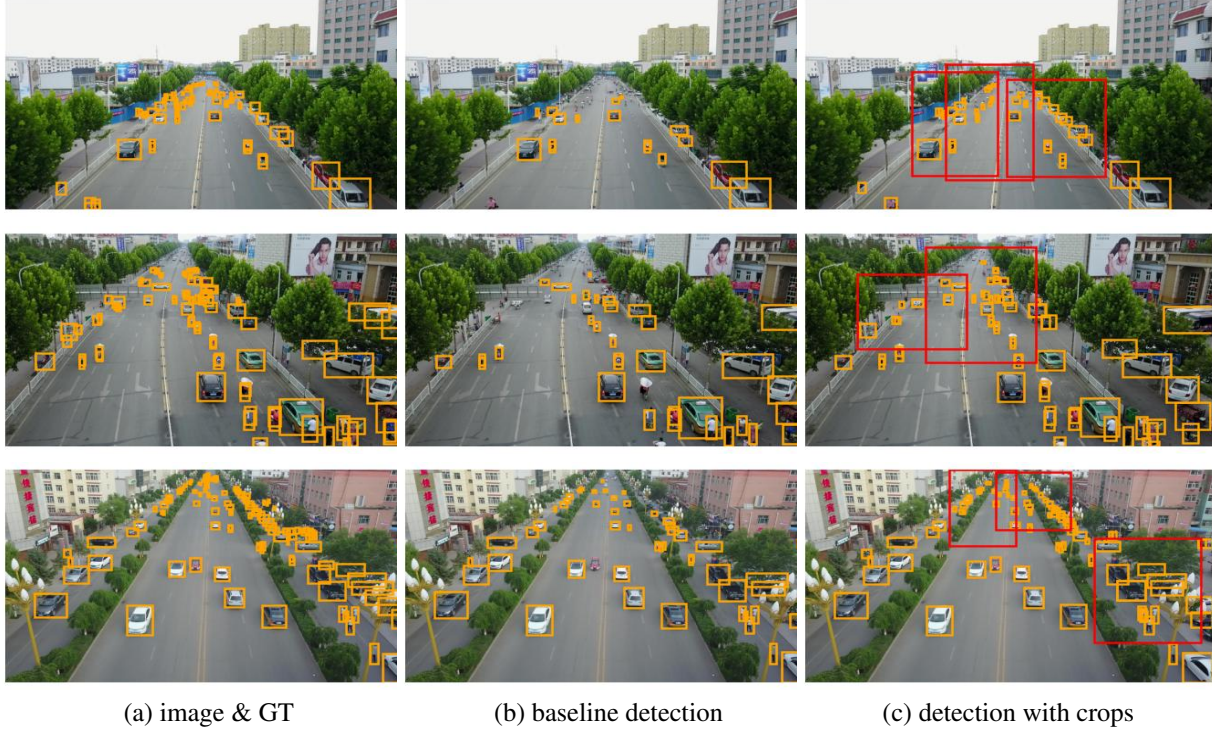 (a) image & GT
(b) baseline detection
(c) detection with crops